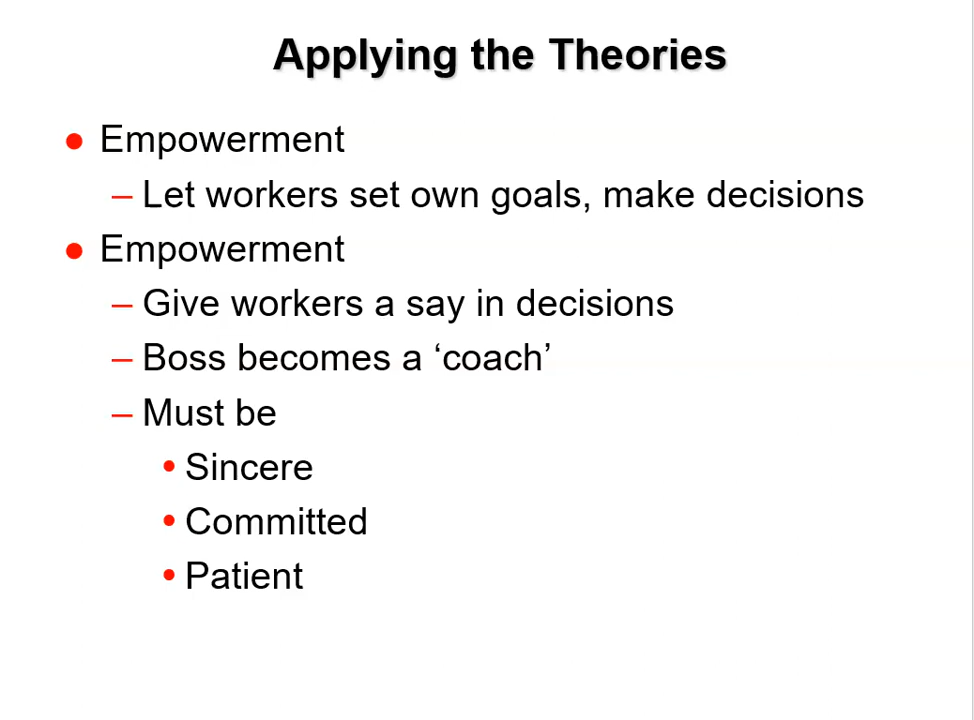 Applying the Theories
● Empowerment
– Let workers set own goals, make decisions
● Empowerment
– Give workers a say in decisions
– Boss becomes a ‘coach’
– Must be
• Sincere
• Committed
• Patient